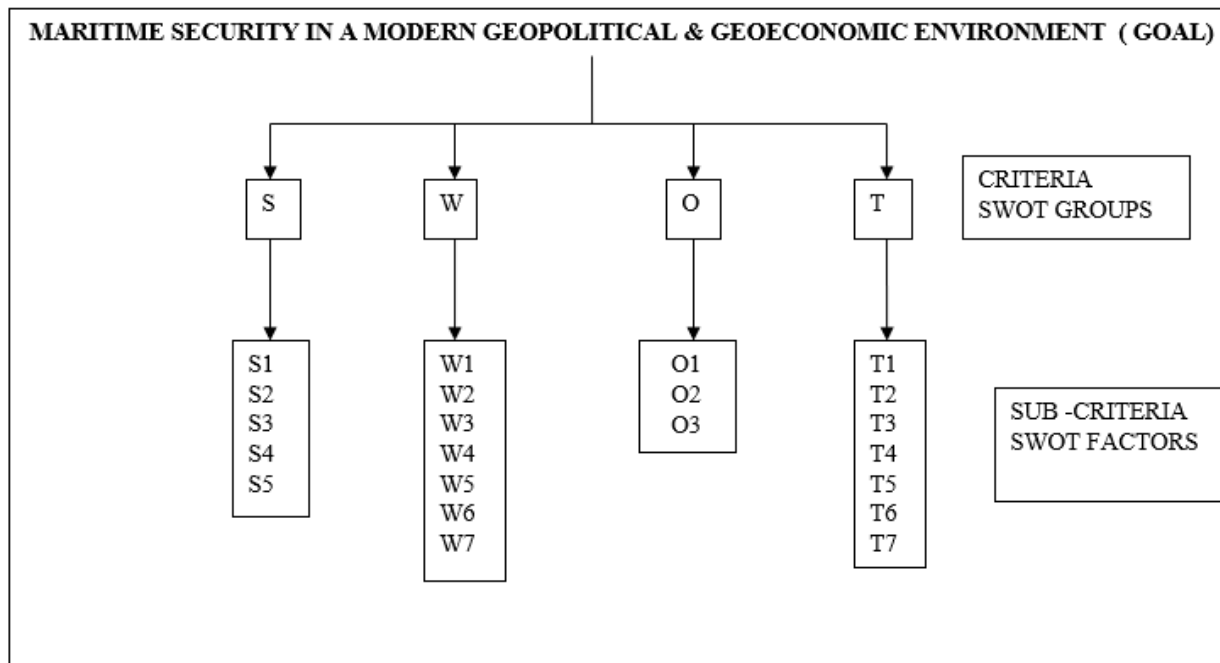 MARITIME SECURITY IN A MODERN GEOPOLITICAL & GEOECONOMIC ENVIRONMENT ( GOAL)
S
W
O
T
CRITERIA
SWOT GROUPS
S1
S2
S3
S4
S5
W1
W2
W3
W4
W5
W6
W7
O1
O2
O3
T1
T2
T3
T4
T5
T6
T7
SUB -CRITERIA
SWOT FACTORS